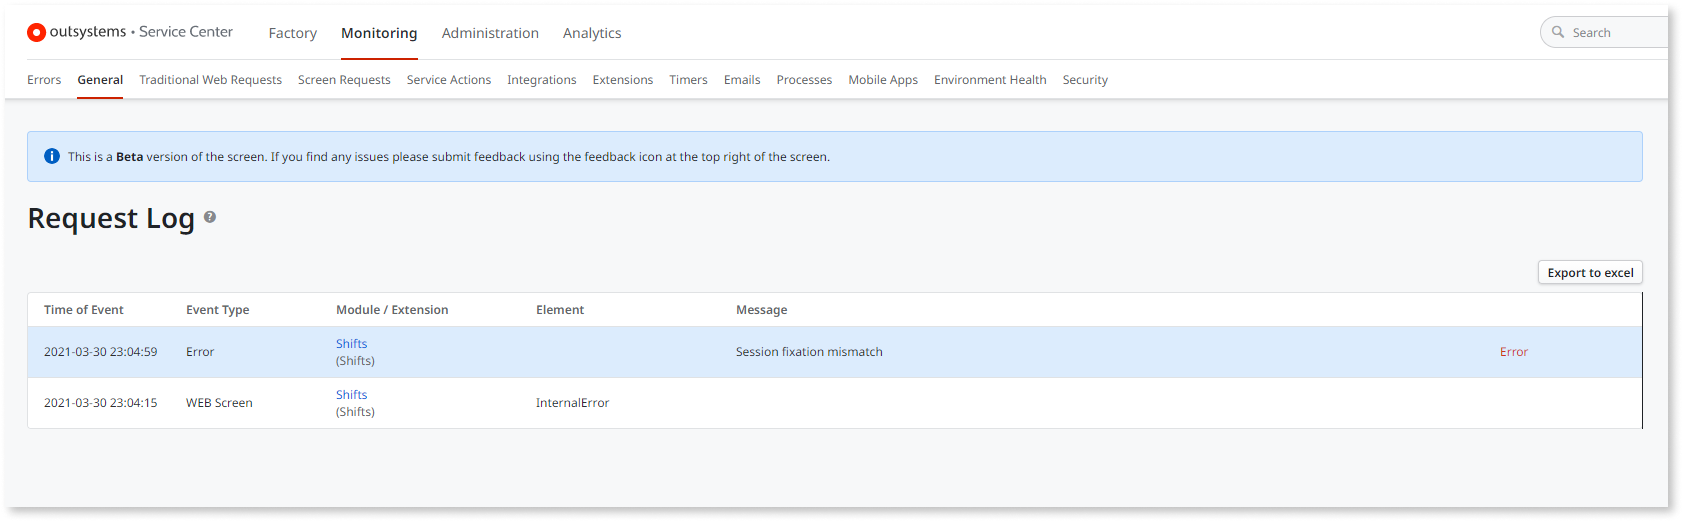 outsystems • Service Center Factory Monitoring Administration Analytics Search
Errors General Traditional Web Requests Screen Requests Service Actions Integrations Extensions Timers Emails Processes Mobile Apps Environment Health Security
This is a Beta version of the screen. If you find any issues please submit feedback using the feedback icon at the top right of the screen.
Request Log ?
Export to excel
Time of Event Event Type Module / Extension Element Message
2021-03-30 23:04:59 Error Shifts Session fixation mismatch Error
(Shifts)
2021-03-30 23:04:15 WEB Screen Shifts InternalError
(Shifts)